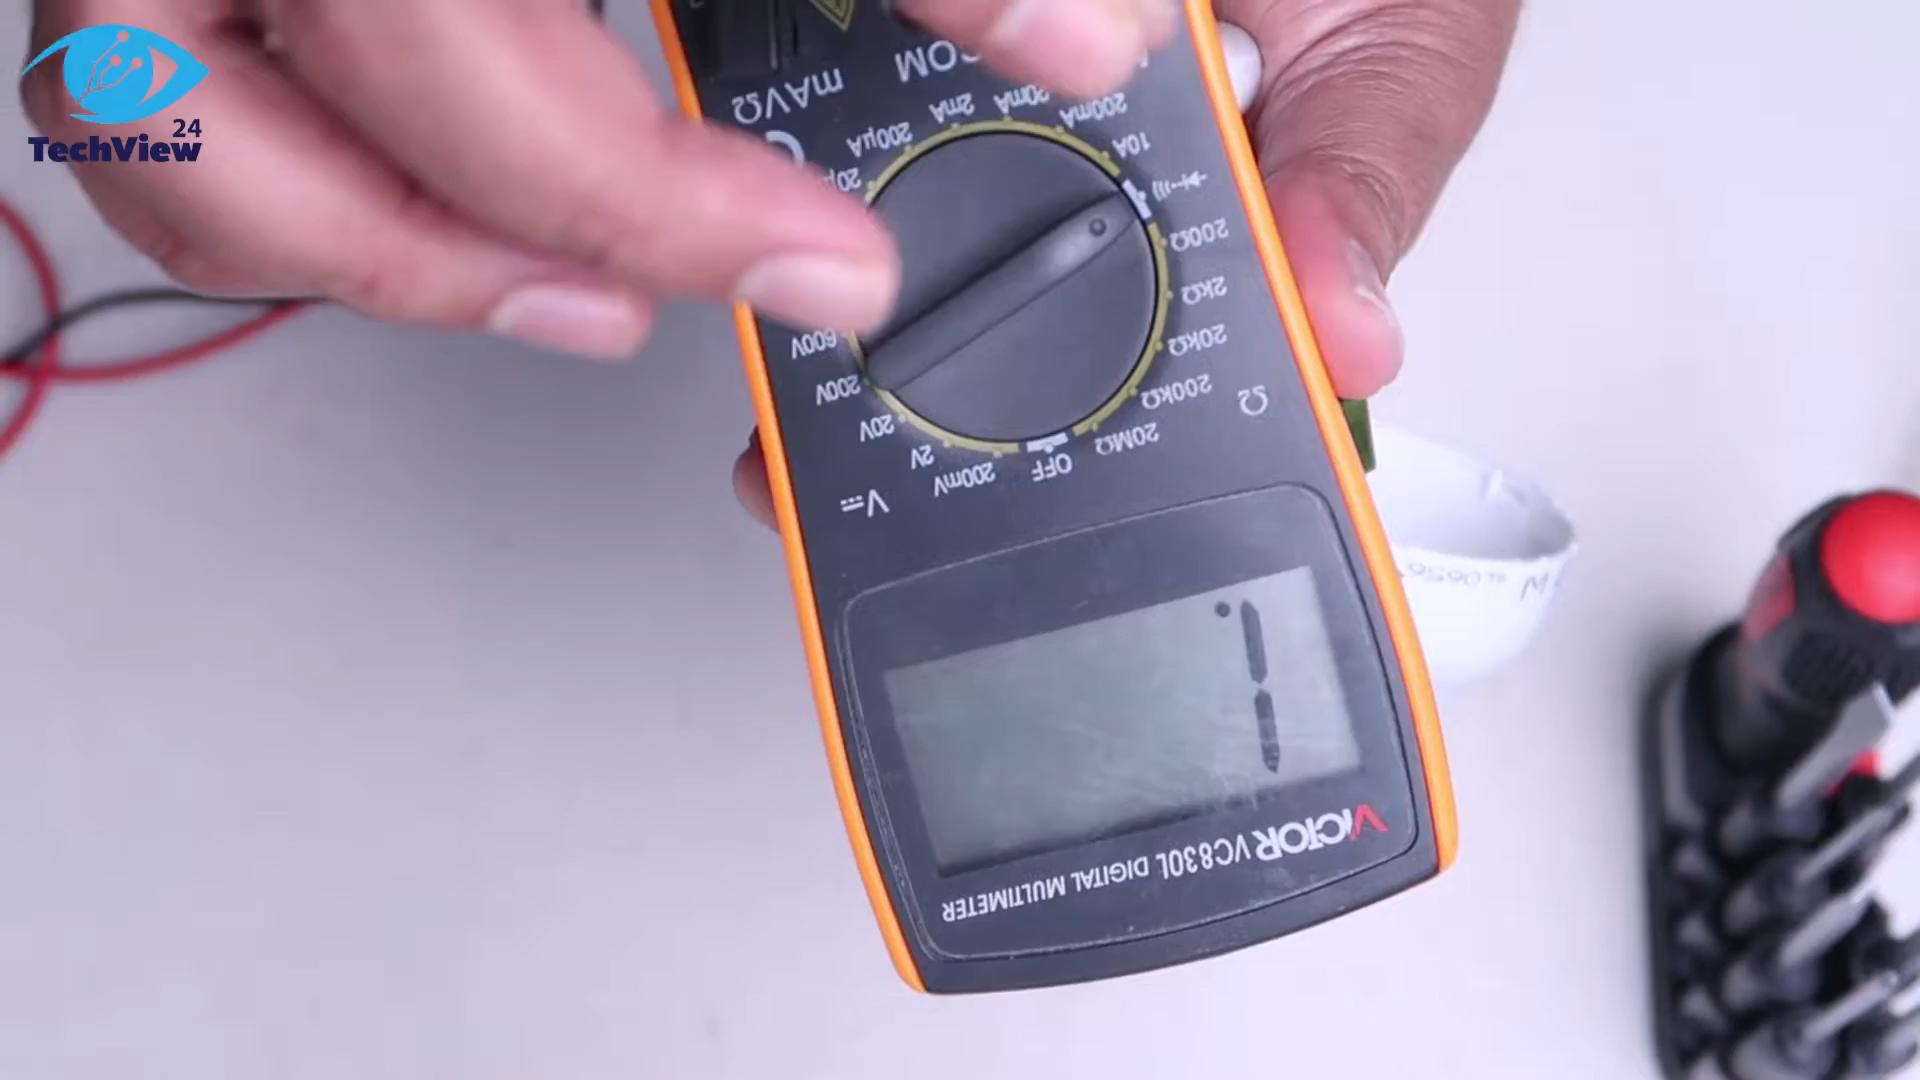 24
TechView
COM
mAVΩ
2mA
20mA
200mA
200µA
10A
200Ω
2kΩ
20kΩ
200kΩ
20MΩ
Ω
600V
200V
20V
2V
200mV
OFF
V
1.
VICTOR VC830L DIGITAL MULTIMETER